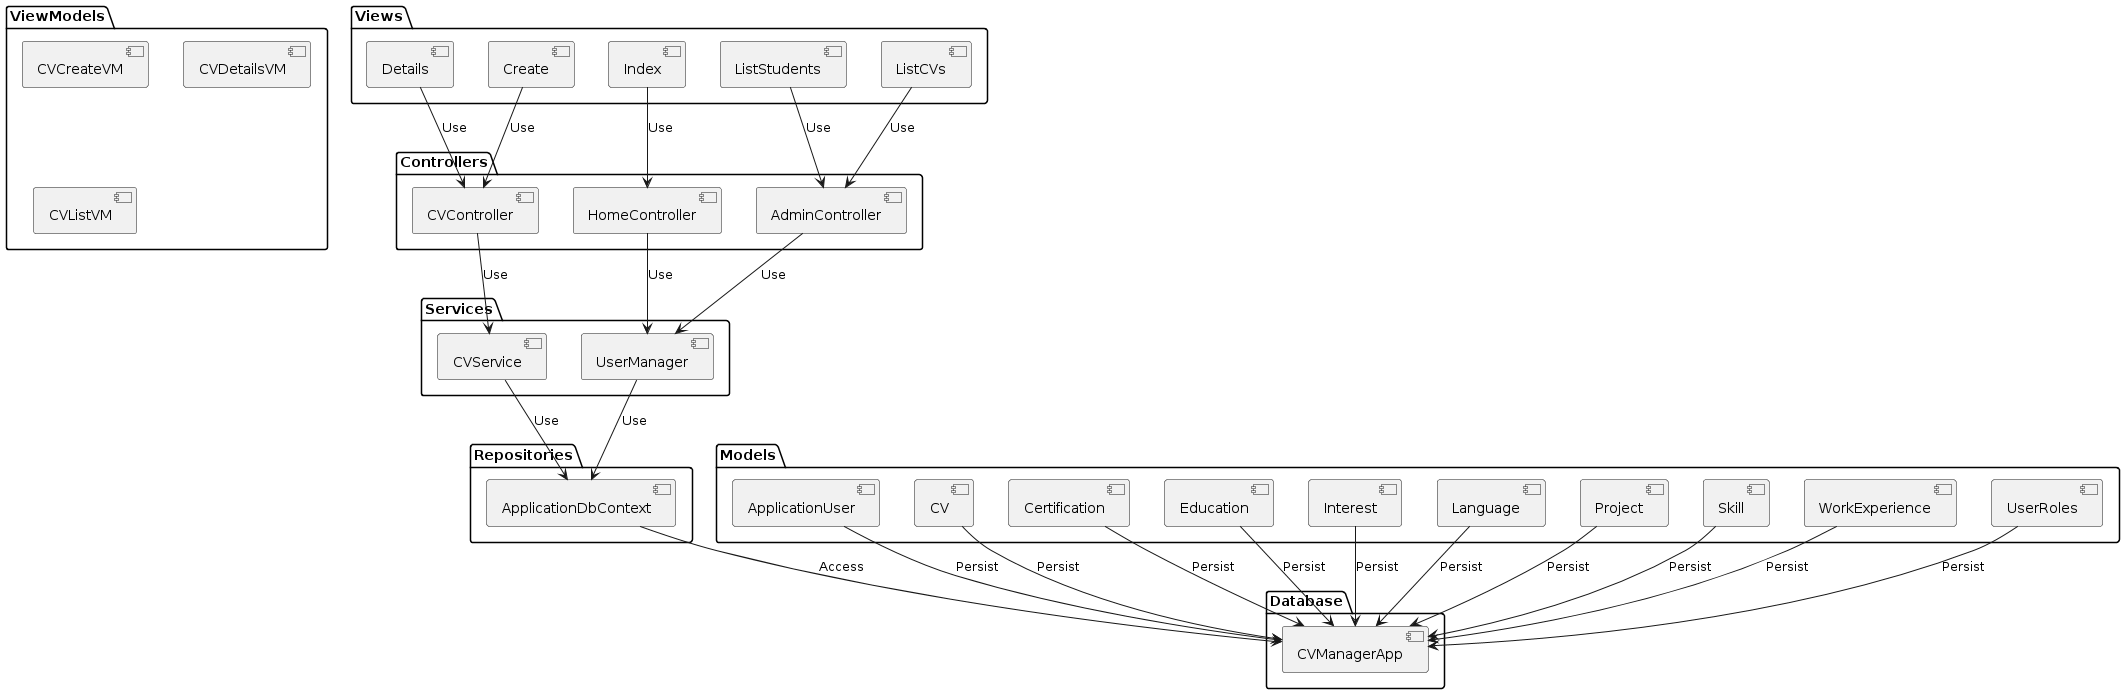 ViewModels
Views
CVCreateVM
CVDetailsVM
Details
Create
Index
ListStudents
ListCVs
Use
Use
Use
Use
Use
Controllers
CVListVM
CVController
HomeController
AdminController
Use
Use
Use
Services
CVService
UserManager
Use
Use
Repositories
Models
ApplicationDbContext
ApplicationUser
CV
Certification
Education
Interest
Language
Project
Skill
WorkExperience
UserRoles
Access
Persist
Persist
Persist
Persist
Persist
Persist
Persist
Persist
Persist
Persist
Database
CVManagerApp